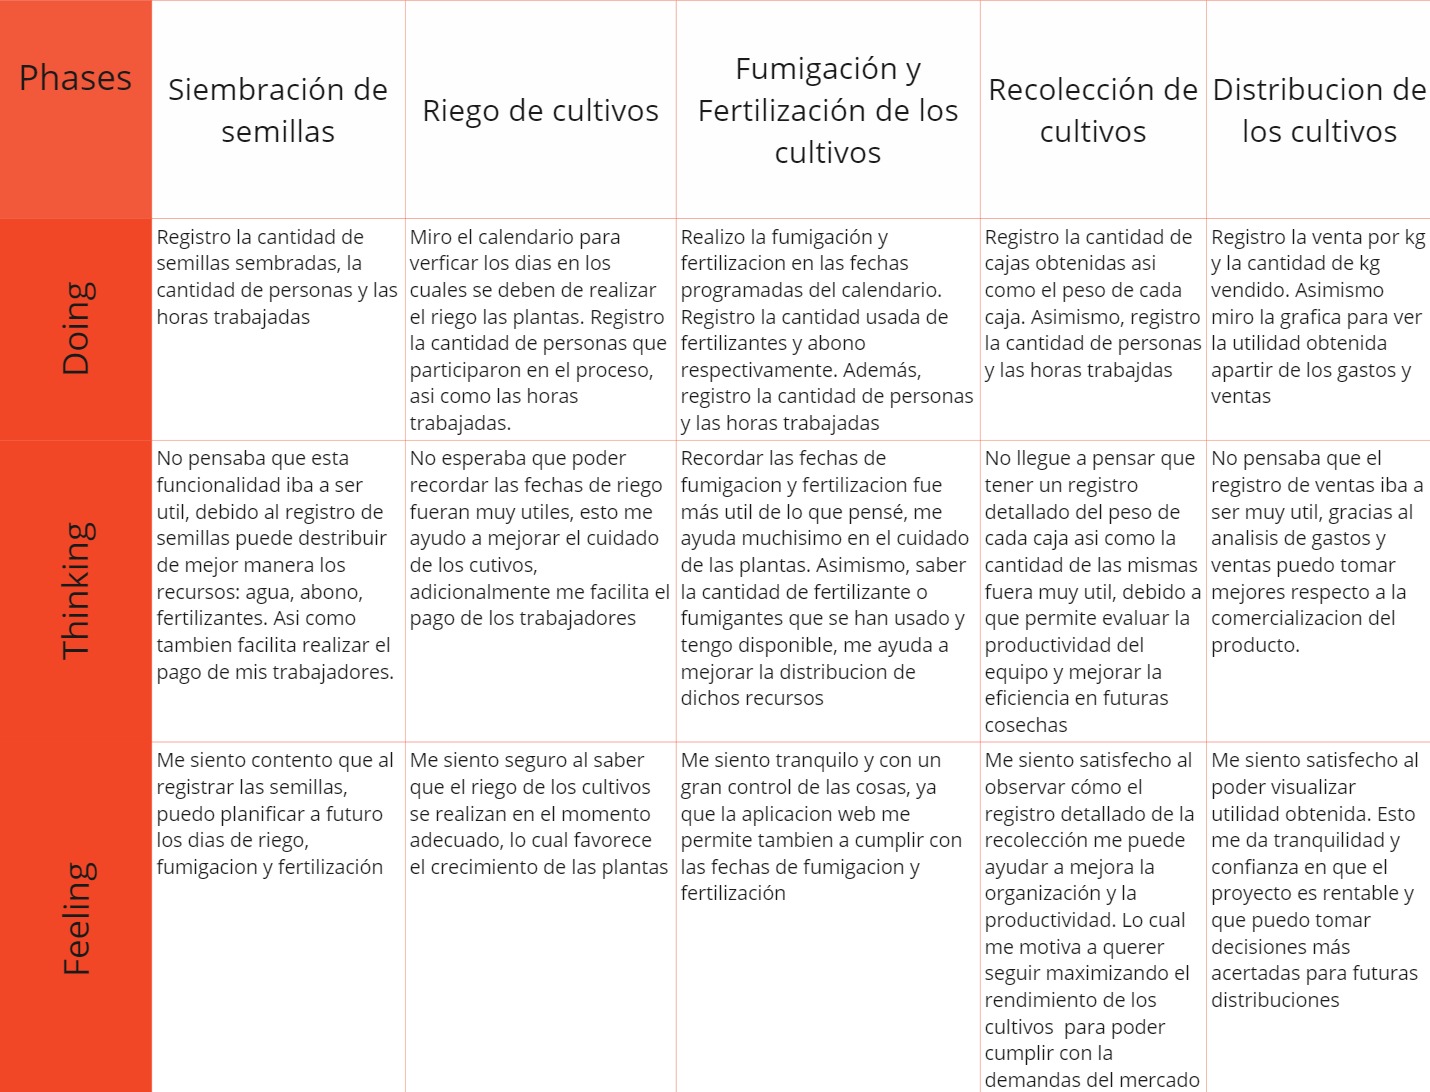 Phases
Siembración de
semillas
Riego de cultivos
Fumigación y
Fertilización de los
cultivos
Recolección de
cultivos
Distribucion de
los cultivos
Doing
Registro la cantidad de
semillas sembradas, la
cantidad de personas y las
horas trabajadas
Miro el calendario para
verficar los dias en los
cuales se deben de realizar
el riego las plantas. Registro
la cantidad de personas que
participaron en el proceso,
asi como las horas
trabajadas.
Realizo la fumigación y
fertilizacion en las fechas
programadas del calendario.
Registro la cantidad usada de
fertilizantes y abono
respectivamente. Además,
registro la cantidad de personas
y las horas trabajadas
Registro la cantidad de
cajas obtenidas asi
como el peso de cada
caja. Asimismo, registro
la cantidad de personas
y las horas trabajdas
Registro la venta por kg
y la cantidad de kg
vendido. Asimismo
miro la grafica para ver
la utilidad obtenida
apartir de los gastos y
ventas
Thinking
No pensaba que esta
funcionalidad iba a ser
util, debido al registro de
semillas puede destribuir
de mejor manera los
recursos: agua, abono,
fertilizantes. Asi como
tambien facilita realizar el
pago de mis trabajadores.
No esperaba que poder
recordar las fechas de riego
fueran muy utiles, esto me
ayudo a mejorar el cuidado
de los cutivos,
adicionalmente me facilita el
pago de los trabajadores
Recordar las fechas de
fumigacion y fertilizacion fue
más util de lo que pensé, me
ayuda muchisimo en el cuidado
de las plantas. Asimismo, saber
la cantidad de fertilizante o
fumigantes que se han usado y
tengo disponible, me ayuda a
mejorar la distribucion de
dichos recursos
No llegue a pensar que
tener un registro
detallado del peso de
cada caja asi como la
cantidad de las mismas
fuera muy util, debido a
que permite evaluar la
productividad del
equipo y mejorar la
eficiencia en futuras
cosechas
No pensaba que el
registro de ventas iba a
ser muy util, gracias al
analisis de gastos y
ventas puedo tomar
mejores respecto a la
comercializacion del
producto.
Feeling
Me siento contento que al
registrar las semillas,
puedo planificar a futuro
los dias de riego,
fumigacion y fertilización
Me siento seguro al saber
que el riego de los cultivos
se realizan en el momento
adecuado, lo cual favorece
el crecimiento de las plantas
Me siento tranquilo y con un
gran control de las cosas, ya
que la aplicacion web me
permite tambien a cumplir con
las fechas de fumigacion y
fertilización
Me siento satisfecho al
observar cómo el
registro detallado de la
recolección me puede
ayudar a mejora la
organización y la
productividad. Lo cual
me motiva a querer
seguir maximizando el
rendimiento de los
cultivos  para poder
cumplir con la
demandas del mercado
Me siento satisfecho al
poder visualizar
utilidad obtenida. Esto
me da tranquilidad y
confianza en que el
proyecto es rentable y
que puedo tomar
decisiones más
acertadas para futuras
distribuciones